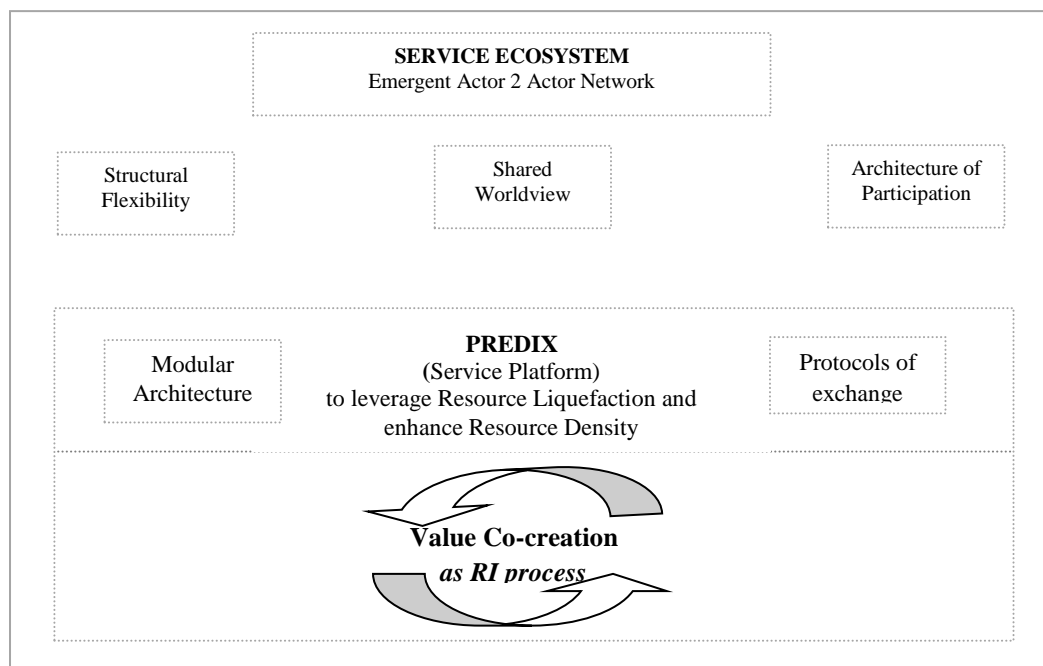 SERVICE ECOSYSTEM
Emergent Actor 2 Actor Network
Structural
Flexibility
Shared
Worldview
Architecture of
Participation
Modular
Architecture
PREDIX
(Service Platform)
to leverage Resource Liquefaction and
enhance Resource Density
Protocols of
exchange
Value Co-creation
as RI process